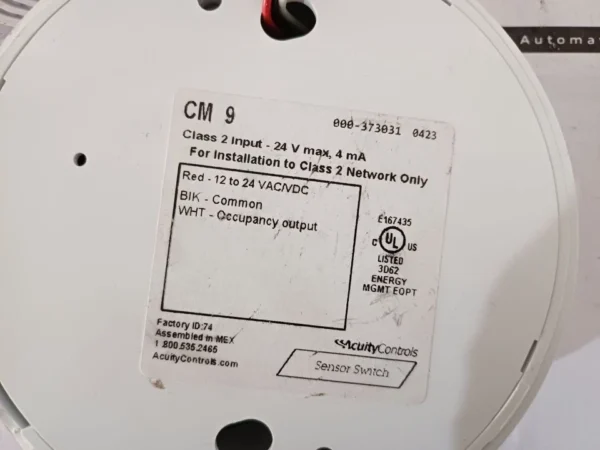 Automa
CM 9
000-373031 0423
Class 2 Input - 24 V max, 4 mA
For Installation to Class 2 Network Only
Red - 12 to 24 VAC/VDC
BlK - Common
WHT - Occupancy output
E167435
C UL US
LISTED
3D62
ENERGY
MGMT EQPT
Factory ID:74
Assembled in MEX
1.800.535.2465
AcuityControls.com
AcuityControls
Sensor Switch